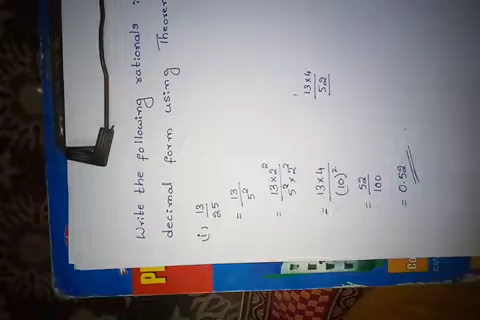 Write the following rationals
decimal form using Theorem
(i) 13/25
= 13/5²
= 13×2²/5²×2²
= 13×4/(10)²
= 52/100
= 0.52
13×4
52